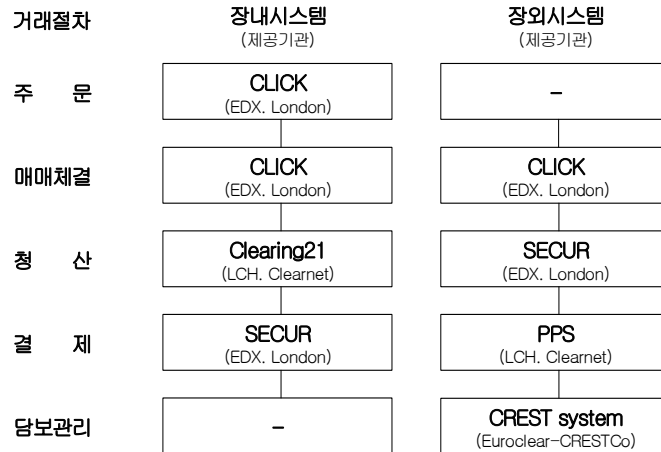 거래절차 장내시스템 장외시스템
(제공기관) (제공기관)
주 문 CLICK –
(EDX. London)
매매체결 CLICK CLICK
(EDX. London) (EDX. London)
청 산 Clearing21 SECUR
(LCH. Clearnet) (EDX. London)
결 제 SECUR PPS
(EDX. London) (LCH. Clearnet)
담보관리 – CREST system
(Euroclear-CRESTCo)